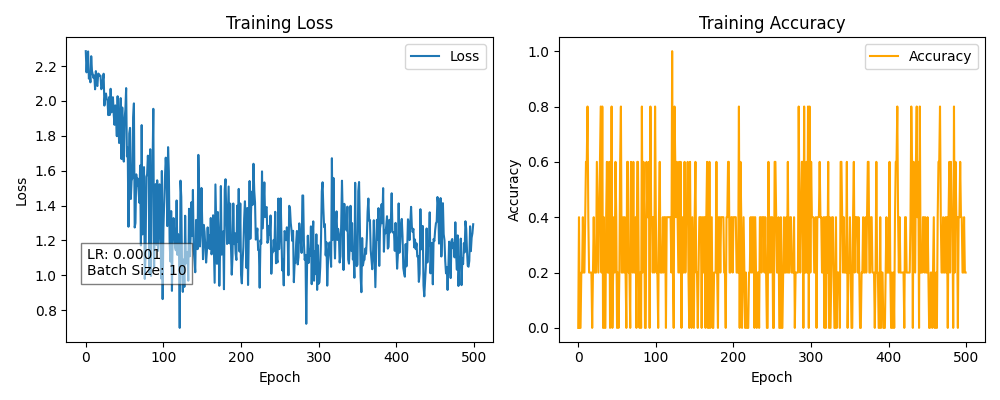 Training Loss
Loss
2.2
2.0
1.8
1.6
1.4
1.2
1.0
0.8
Loss
LR: 0.0001
Batch Size: 10
0 100 200 300 400 500
Epoch
Training Accuracy
Accuracy
1.0
0.8
0.6
0.4
0.2
0.0
Accuracy
0 100 200 300 400 500
Epoch